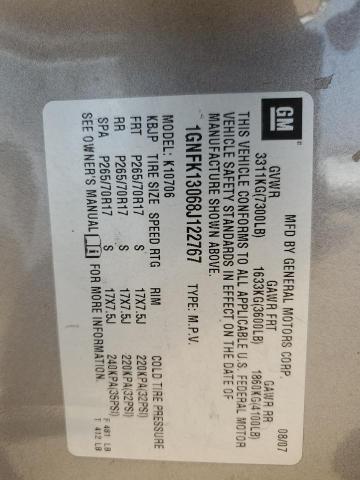 GM
MFD BY GENERAL MOTORS CORP 08/07
GVWR GAWR FRT GAWR RR
3311KG(7300LB) 1633KG(3600LB) 1860KG(4100LB)
THIS VEHICLE CONFORMS TO ALL APPLICABLE U.S. FEDERAL MOTOR
VEHICLE SAFETY STANDARDS IN EFFECT ON THE DATE OF
MANUFACTURE SHOWN ABOVE.
1GNFK13068J122767 TYPE: M.P.V.
MODEL: K10706
KBJP TIRE SIZE SPEED RTG RIM COLD TIRE PRESSURE
FRT P265/70R17 S 17X7.5J 220KPA(32PSI)
RR P265/70R17 S 17X7.5J 220KPA(32PSI)
SPA P265/70R17 S 17X7.5J 240KPA(35PSI)
SEE OWNER'S MANUAL FOR MORE INFORMATION.
F 481 LB
T 412 LB